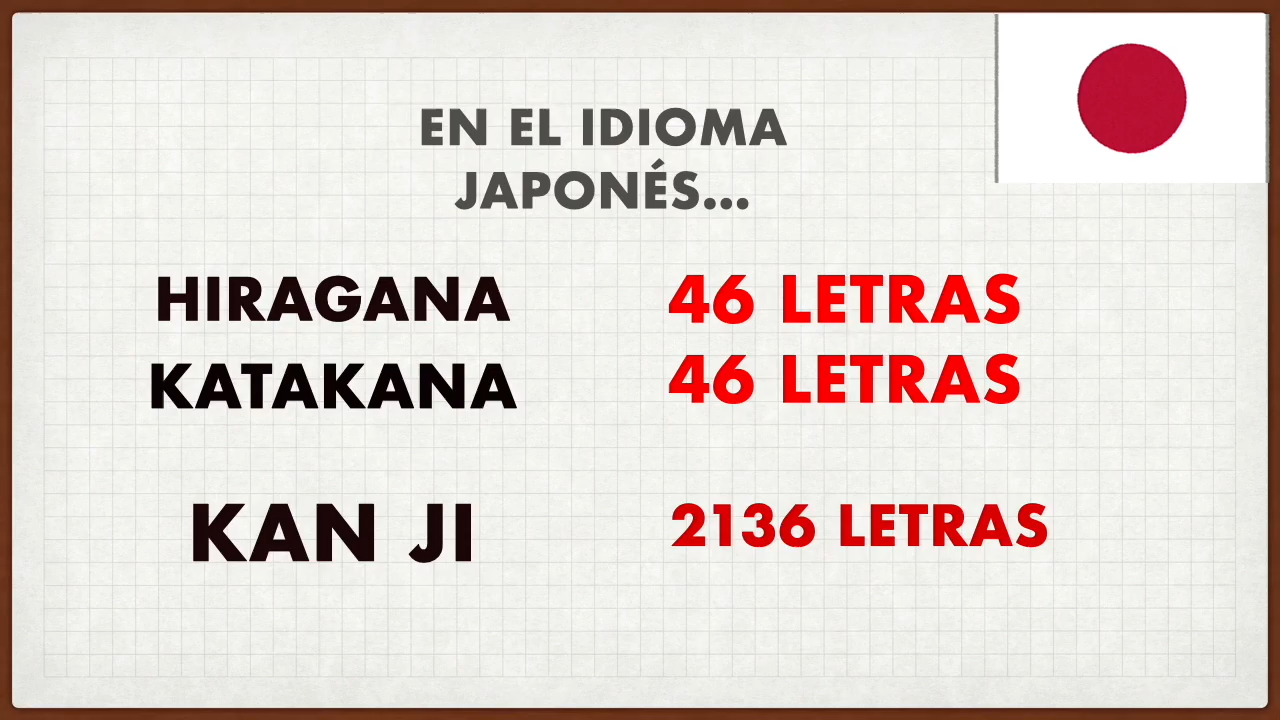 EN EL IDIOMA
JAPONÉS...
HIRAGANA 46 LETRAS
KATAKANA 46 LETRAS
KAN JI 2136 LETRAS